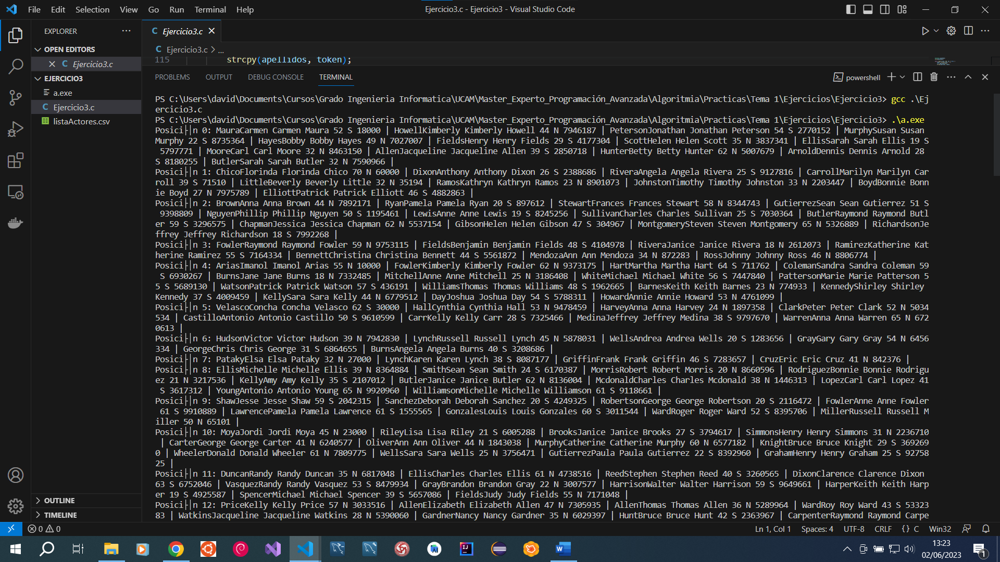 File Edit Selection View Go Run Terminal Help
Ejercicio3.c - Ejercicio3 - Visual Studio Code
EXPLORER
OPEN EDITORS
Ejercicio3.c
EJERCICIO3
a.exe
C Ejercicio3.c
listaActores.csv
OUTLINE
TIMELINE
C Ejercicio3.c
C Ejercicio3.c > ...
115 strcpy(apellidos, token);
PROBLEMS OUTPUT DEBUG CONSOLE TERMINAL
powershell
PS C:\Users\david\Documents\Cursos\Grado Ingenieria Informatica\UCAM\Master_Experto_Programación_Avanzada\Algoritmia\Practicas\Tema 1\Ejercicios\Ejercicio3> gcc .\Ej
ercicio3.c
PS C:\Users\david\Documents\Cursos\Grado Ingenieria Informatica\UCAM\Master_Experto_Programación_Avanzada\Algoritmia\Practicas\Tema 1\Ejercicios\Ejercicio3> .\a.exe
Posici├│n 0: MauraCarmen Carmen Maura 52 S 18000 | HowellKimberly Kimberly Howell 44 N 7946187 | PetersonJonathan Jonathan Peterson 54 S 2770152 | MurphySusan Susan
Murphy 22 S 8735364 | HayesBobby Bobby Hayes 49 N 7027007 | FieldsHenry Henry Fields 29 S 4177304 | ScottHelen Helen Scott 35 N 3837341 | EllisSarah Sarah Ellis 19 S
5797771 | MooreCarl Carl Moore 32 N 8463150 | AllenJacqueline Jacqueline Allen 39 S 2850718 | HunterBetty Betty Hunter 62 N 5007679 | ArnoldDennis Dennis Arnold 28
S 8180255 | ButlerSarah Sarah Butler 32 N 7590966 |
Posici├│n 1: ChicoFlorinda Florinda Chico 70 N 60000 | DixonAnthony Anthony Dixon 26 S 2388686 | RiveraAngela Angela Rivera 25 S 9127816 | CarrollMarilyn Marilyn Car
roll 39 S 71510 | LittleBeverly Beverly Little 32 N 35194 | RamosKathryn Kathryn Ramos 23 N 8901073 | JohnstonTimothy Timothy Johnston 33 N 2203447 | BoydBonnie Bonn
ie Boyd 27 N 7975789 | ElliottPatrick Patrick Elliott 46 S 4882863 |
Posici├│n 2: BrownAnna Anna Brown 44 N 7892171 | RyanPamela Pamela Ryan 20 S 897612 | StewartFrances Frances Stewart 58 N 8344743 | GutierrezSean Sean Gutierrez 51 S
9398809 | NguyenPhillip Phillip Nguyen 50 S 1195461 | LewisAnne Anne Lewis 19 S 8245256 | SullivanCharles Charles Sullivan 25 S 7030364 | ButlerRaymond Raymond Butl
er 59 S 3296575 | ChapmanJessica Jessica Chapman 62 N 5537154 | GibsonHelen Helen Gibson 47 S 304967 | MontgomerySteven Steven Montgomery 65 N 5326889 | RichardsonJe
ffrey Jeffrey Richardson 18 S 7992268 |
Posici├│n 3: FowlerRaymond Raymond Fowler 59 N 9753115 | FieldsBenjamin Benjamin Fields 48 S 4104978 | RiveraJanice Janice Rivera 18 N 2612073 | RamirezKatherine Kat
herine Ramirez 55 S 7164334 | BennettChristina Christina Bennett 44 S 5561872 | MendozaAnn Ann Mendoza 34 N 872283 | RossJohnny Johnny Ross 46 N 8806774 |
Posici├│n 4: AriasImanol Imanol Arias 55 N 10000 | FowlerKimberly Kimberly Fowler 62 N 9373175 | HartMartha Martha Hart 64 S 711762 | ColemanSandra Sandra Coleman 59
S 6930267 | BurnsJane Jane Burns 18 N 7332485 | MitchellAnne Anne Mitchell 25 N 3186408 | WhiteMichael Michael White 56 S 7447840 | PattersonMarie Marie Patterson 5
5 S 5689130 | WatsonPatrick Patrick Watson 57 S 436191 | WilliamsThomas Thomas Williams 48 S 1962665 | BarnesKeith Keith Barnes 23 N 774933 | KennedyShirley Shirley
Kennedy 37 S 4009459 | KellySara Sara Kelly 44 N 6779512 | DayJoshua Joshua Day 54 S 5788311 | HowardAnnie Annie Howard 53 N 4761099 |
Posici├│n 5: VelascoConcha Concha Velasco 62 S 30000 | HallCynthia Cynthia Hall 53 N 9478459 | HarveyAnna Anna Harvey 24 N 1897358 | ClarkPeter Peter Clark 52 N 5034
534 | CastilloAntonio Antonio Castillo 50 S 9610599 | CarrKelly Kelly Carr 28 S 7325466 | MedinaJeffrey Jeffrey Medina 38 S 9797670 | WarrenAnna Anna Warren 65 N 672
0613 |
Posici├│n 6: HudsonVictor Victor Hudson 39 N 7942830 | LynchRussell Russell Lynch 45 N 5878031 | WellsAndrea Andrea Wells 20 S 1283656 | GrayGary Gary Gray 54 N 6456
334 | GeorgeChris Chris George 31 S 6864655 | BurnsAngela Angela Burns 40 S 3208686 |
Posici├│n 7: PatakyElsa Elsa Pataky 32 N 27000 | LynchKaren Karen Lynch 38 S 8087177 | GriffinFrank Frank Griffin 46 S 7283657 | CruzEric Eric Cruz 41 N 842376 |
Posici├│n 8: EllisMichelle Michelle Ellis 39 N 8364884 | SmithSean Sean Smith 24 S 6170387 | MorrisRobert Robert Morris 20 N 8660596 | RodriguezBonnie Bonnie Rodrigu
ez 21 N 3217536 | KellyAmy Amy Kelly 35 S 2107012 | ButlerJanice Janice Butler 62 N 8136004 | McdonaldCharles Charles Mcdonald 38 N 1446313 | LopezCarl Carl Lopez 41
S 3617312 | YoungAntonio Antonio Young 65 N 9920960 | WilliamsonMichelle Michelle Williamson 61 S 9118661 |
Posici├│n 9: ShawJesse Jesse Shaw 59 S 2042315 | SanchezDeborah Deborah Sanchez 20 S 4249325 | RobertsonGeorge George Robertson 20 S 2116472 | FowlerAnne Anne Fowler
61 S 9910889 | LawrencePamela Pamela Lawrence 61 S 1555565 | GonzalesLouis Louis Gonzales 60 S 3011544 | WardRoger Roger Ward 52 S 8395706 | MillerRussell Russell M
iller 50 N 65101 |
Posici├│n 10: MoyaJordi Jordi Moya 45 N 23000 | RileyLisa Lisa Riley 21 S 6005288 | BrooksJanice Janice Brooks 27 S 3794617 | SimmonsHenry Henry Simmons 31 N 2236710
| CarterGeorge George Carter 41 N 6240577 | OliverAnn Ann Oliver 44 N 1843038 | MurphyCatherine Catherine Murphy 60 N 6577182 | KnightBruce Bruce Knight 29 S 369269
0 | WheelerDonald Donald Wheeler 61 N 7809775 | WellsSara Sara Wells 25 N 3756471 | GutierrezPaula Paula Gutierrez 22 S 8392960 | GrahamHenry Henry Graham 25 S 92758
25 |
Posici├│n 11: DuncanRandy Randy Duncan 35 N 6817048 | EllisCharles Charles Ellis 61 N 4738516 | ReedStephen Stephen Reed 40 S 3260565 | DixonClarence Clarence Dixon
63 S 6752046 | VasquezRandy Randy Vasquez 53 S 8479934 | GrayBrandon Brandon Gray 22 N 3007577 | HarrisonWalter Walter Harrison 59 S 9649661 | HarperKeith Keith Harp
er 19 S 4925587 | SpencerMichael Michael Spencer 39 S 5657086 | FieldsJudy Judy Fields 55 N 7171048 |
Posici├│n 12: PriceKelly Kelly Price 57 N 3033516 | AllenElizabeth Elizabeth Allen 47 N 7305935 | AllenThomas Thomas Allen 36 N 5289964 | WardRoy Roy Ward 43 S 53323
83 | WatkinsJacqueline Jacqueline Watkins 28 N 5390060 | GardnerNancy Nancy Gardner 35 N 6029397 | HuntBruce Bruce Hunt 42 S 2363967 | CarpenterRaymond Raymond Carpe
0 0 Ln 1, Col 1 Spaces: 4 UTF-8 CRLF {} C Win32
13:23
02/06/2023
1